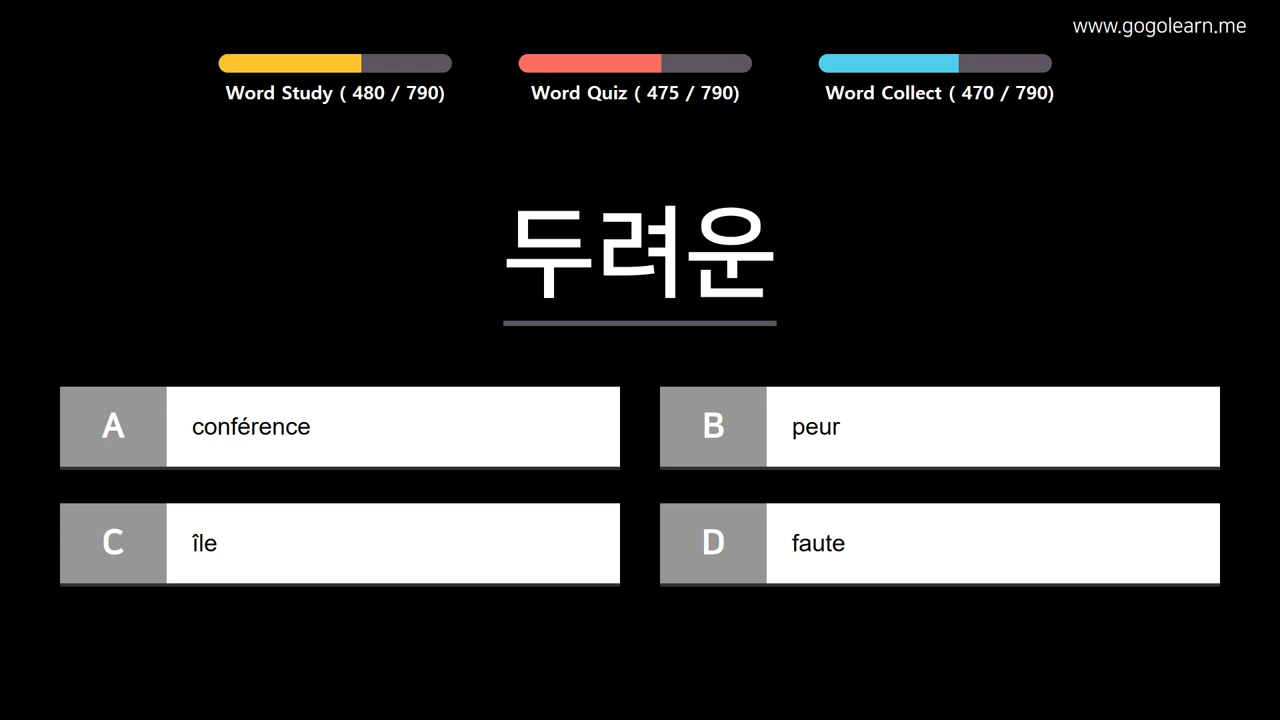 www.gogolearn.me
Word Study ( 480 / 790)
Word Quiz ( 475 / 790)
Word Collect ( 470 / 790)
두려운
A conférence
B peur
C île
D faute